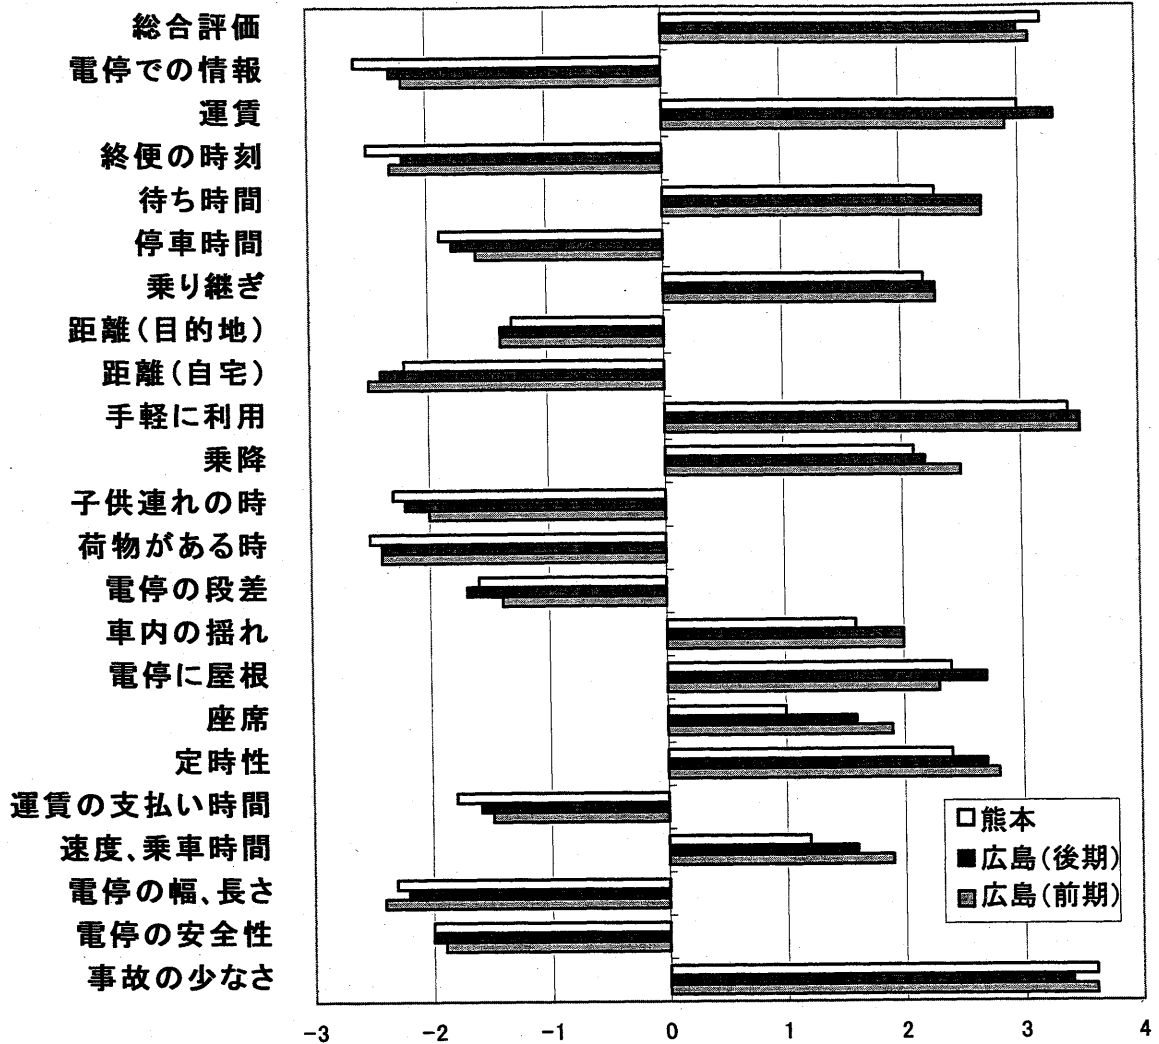 総合評価
電停での情報
運賃
終便の時刻
待ち時間
停車時間
乗り継ぎ
距離(目的地)
距離(自宅)
手軽に利用
乗降
子供連れの時
荷物がある時
電停の段差
車内の揺れ
電停に屋根
座席
定時性
運賃の支払い時間
速度、乗車時間
電停の幅、長さ
電停の安全性
事故の少なさ
熊本
広島(後期)
広島(前期)
-3 -2 -1 0 1 2 3 4